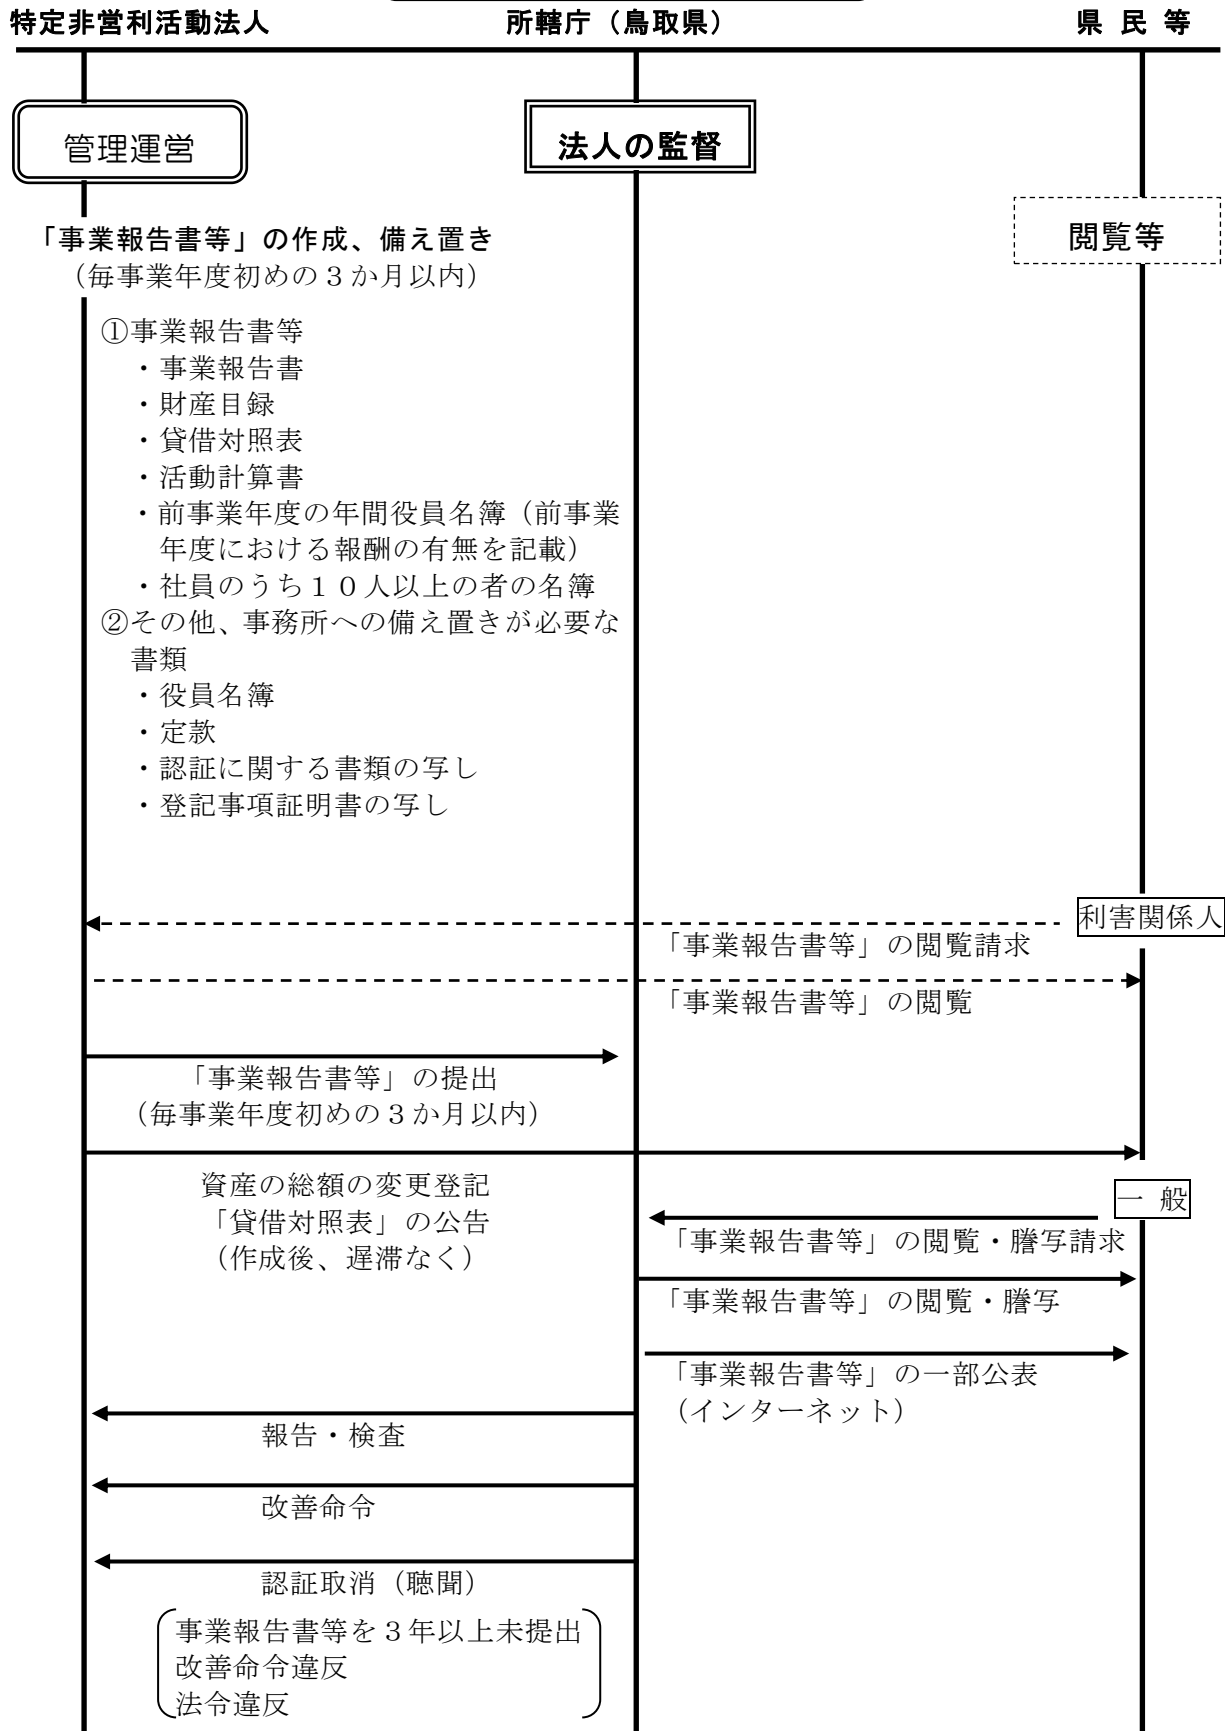 特定非営利活動法人
所轄庁（鳥取県）
県 民 等
管理運営
法人の監督
閲覧等
「事業報告書等」の作成、備え置き
（毎事業年度初めの３か月以内）
①事業報告書等
・事業報告書
・財産目録
・貸借対照表
・活動計算書
・前事業年度の年間役員名簿（前事業
年度における報酬の有無を記載）
・社員のうち１０人以上の者の名簿
②その他、事務所への備え置きが必要な
書類
・役員名簿
・定款
・認証に関する書類の写し
・登記事項証明書の写し
利害関係人
「事業報告書等」の閲覧請求
「事業報告書等」の閲覧
「事業報告書等」の提出
（毎事業年度初めの３か月以内）
資産の総額の変更登記
「貸借対照表」の公告
（作成後、遅滞なく）
一 般
「事業報告書等」の閲覧・謄写請求
「事業報告書等」の閲覧・謄写
「事業報告書等」の一部公表
（インターネット）
報告・検査
改善命令
認証取消（聴聞）
事業報告書等を３年以上未提出
改善命令違反
法令違反